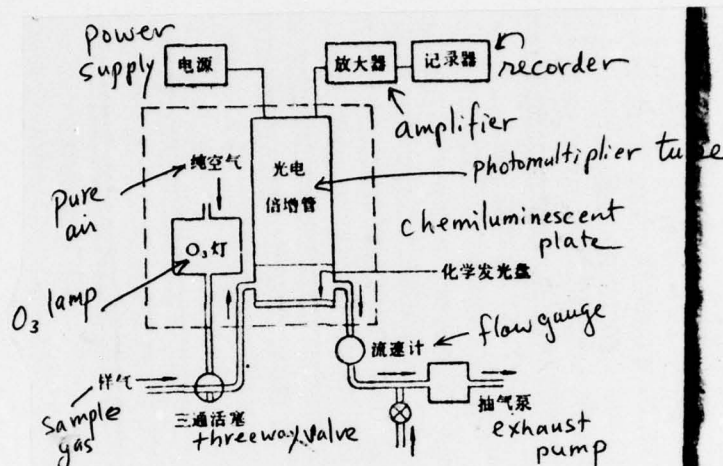 power
supply
电源
放大器
记录器
recorder
amplifier
纯空气
光电
倍增管
photomultiplier tube
pure
air
O₃灯
chemiluminescent
plate
化学发光盘
O₃ lamp
流速计
flow gauge
样气
三通活塞
抽气泵
sample
gas
three way valve
exhaust
pump